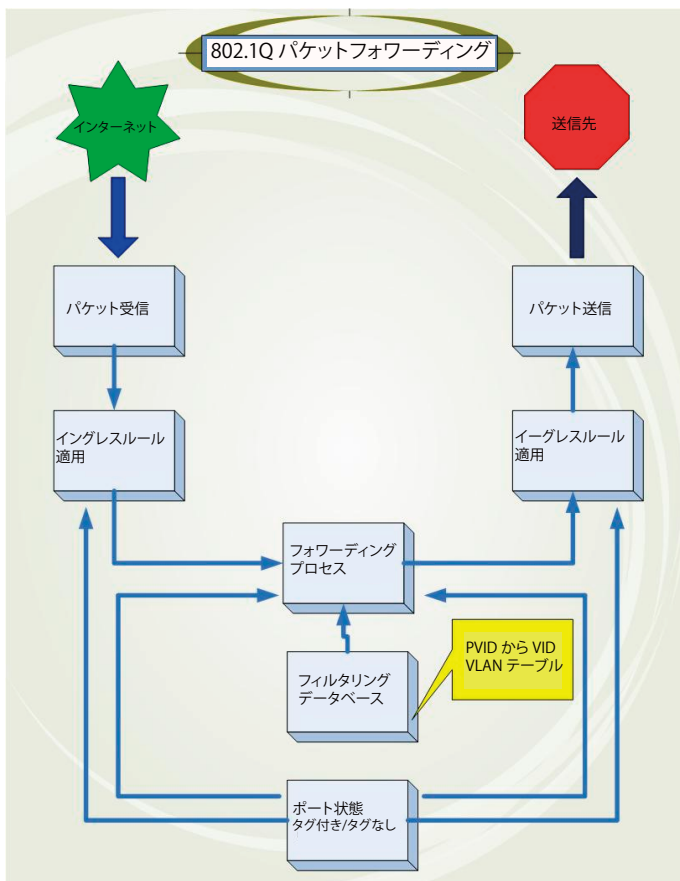 802.1Q パケットフォワーディング
インターネット
送信先
パケット受信
パケット送信
イングレスルール
適用
イーグレスルール
適用
フォワーディング
プロセス
PVID から VID
VLAN テーブル
フィルタリング
データベース
ポート状態
タグ付き/タグなし